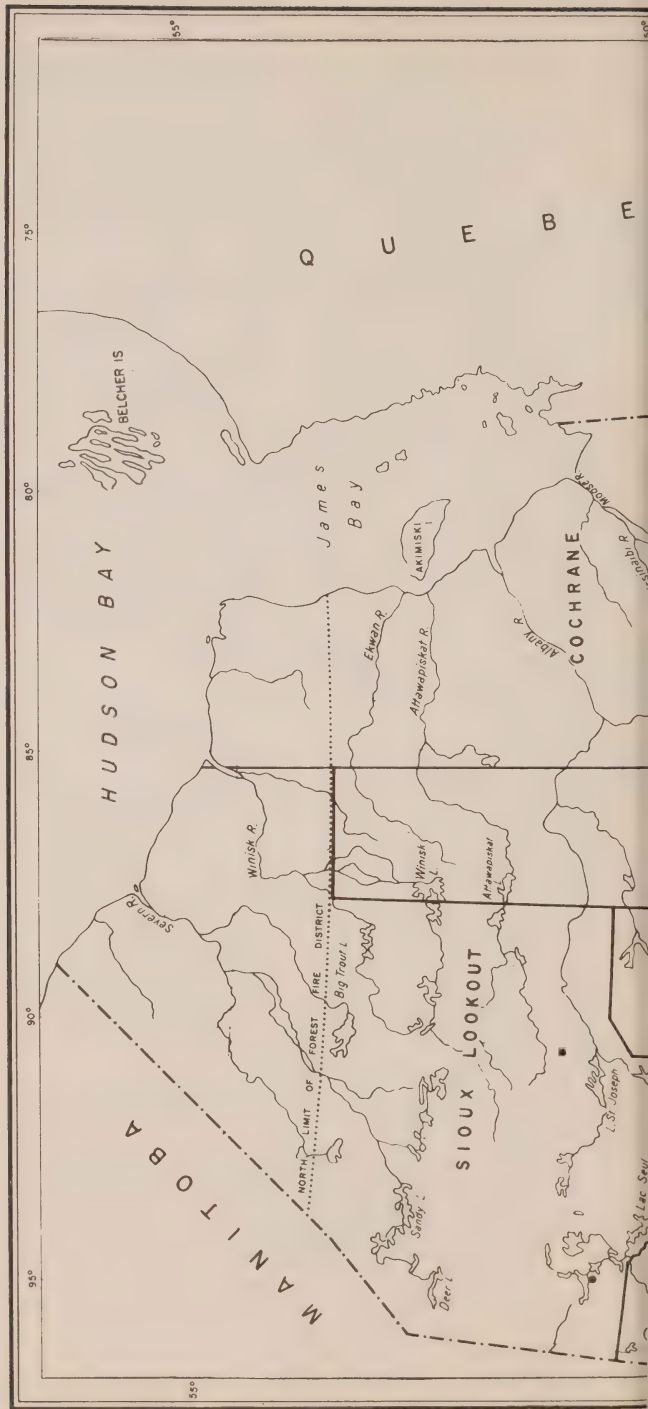 95°
90°
85°
80°
75°
55°
55°
HUDSON BAY
BELCHER IS
MANITOBA
QUEBE
Severn R.
Winisk R.
James
Bay
NORTH LIMIT OF FOREST FIRE DISTRICT
Big Trout L
AKIMISKI
Ekwan R.
Attawapiskat R.
Sandy L
Deer L
Winisk
L.
Attawapiskat
SIOUX LOOKOUT
Albany
R.
COCHRANE
MOOSE R.
L. St Joseph
Lac Seul